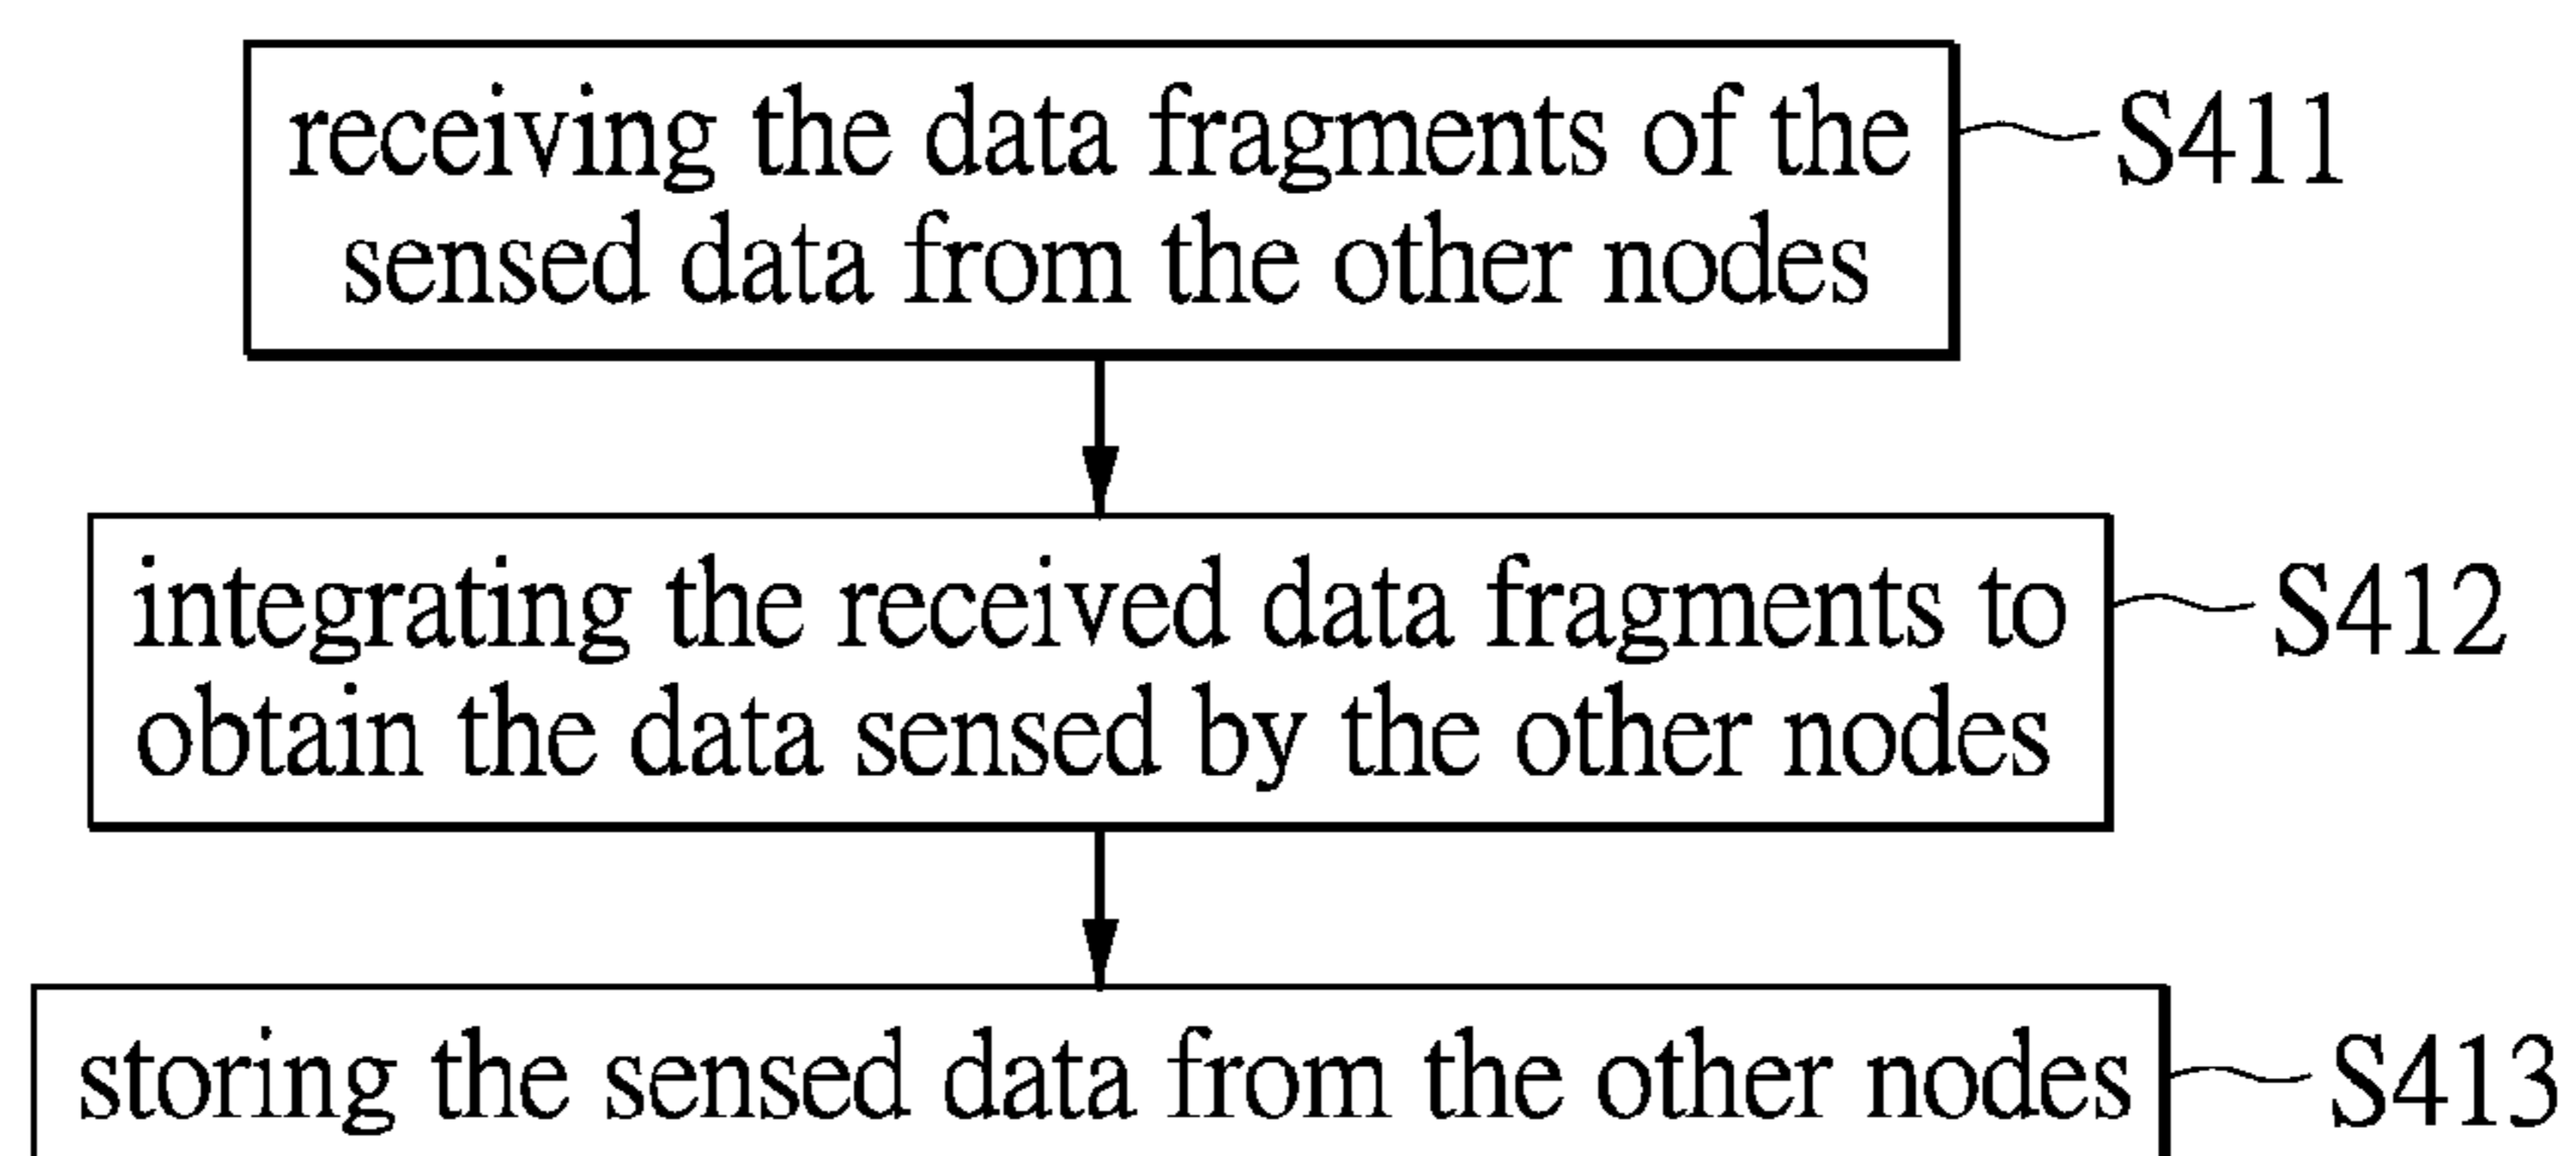 receiving the data fragments of the
sensed data from the other nodes
S411
integrating the received data fragments to
obtain the data sensed by the other nodes
S412
storing the sensed data from the other nodes
S413